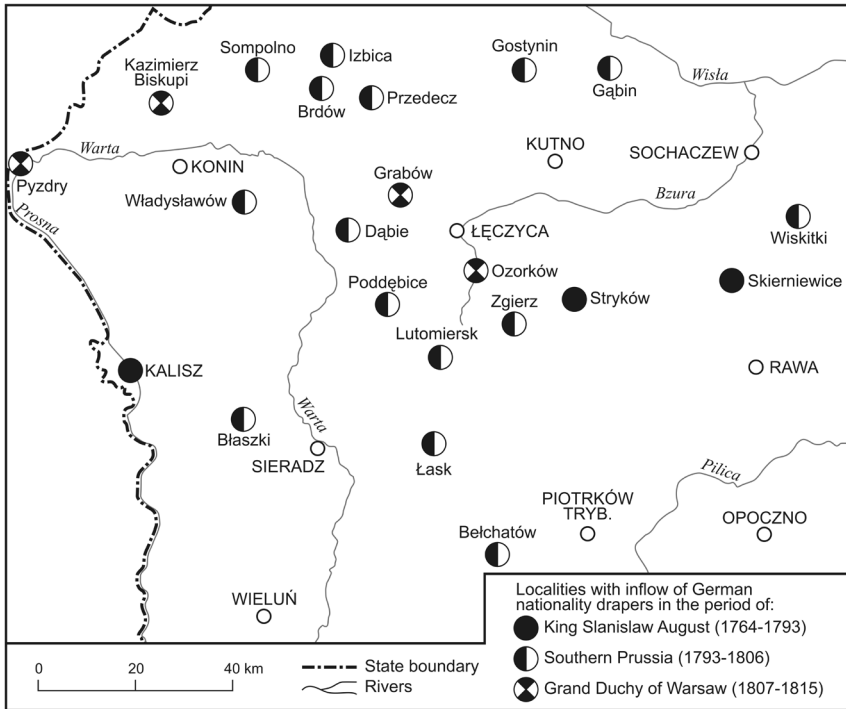 Sompolno
Izbica
Gostynin
Kazimierz
Biskupi
Brdów
Przedecz
Gąbin
Wisła
Warta
KONIN
KUTNO
SOCHACZEW
Pyzdry
Grabów
Bzura
Prosna
Władysławów
Dąbie
ŁĘCZYCA
Wiskitki
Ozorków
Skierniewice
Poddębice
Zgierz
Stryków
Lutomiersk
KALISZ
RAWA
Warta
Błaszki
SIERADZ
Łask
Pilica
PIOTRKÓW
TRYB.
OPOCZNO
Bełchatów
WIELUŃ
Localities with inflow of German
nationality drapers in the period of:
King Slanislaw August (1764-1793)
Southern Prussia (1793-1806)
Grand Duchy of Warsaw (1807-1815)
0 20 40 km
State boundary
Rivers